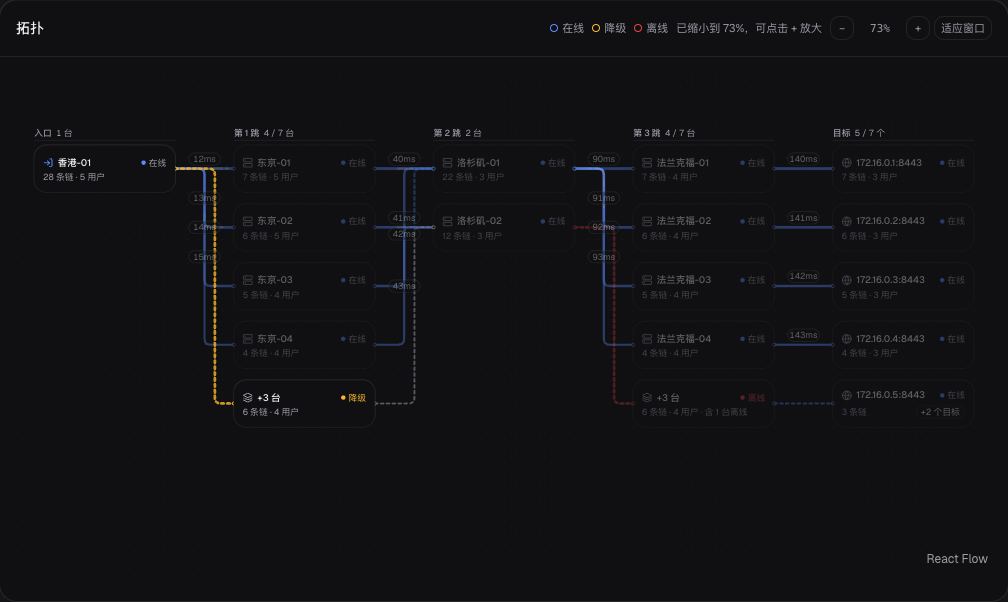 拓扑
在线 降级 离线 已缩小到 73%，可点击 + 放大 − 73% + 适应窗口
入口 1 台
香港-01 在线
28 条链 · 5 用户
12ms
13ms
14ms
15ms
第 1 跳 4 / 7 台
东京-01 在线
7 条链 · 5 用户
东京-02 在线
6 条链 · 5 用户
东京-03 在线
5 条链 · 4 用户
东京-04 在线
4 条链 · 4 用户
+3 台 降级
6 条链 · 4 用户
40ms
41ms
42ms
43ms
第 2 跳 2 台
洛杉矶-01 在线
22 条链 · 3 用户
洛杉矶-02 在线
12 条链 · 3 用户
90ms
91ms
92ms
93ms
第 3 跳 4 / 7 台
法兰克福-01 在线
7 条链 · 4 用户
法兰克福-02 在线
6 条链 · 4 用户
法兰克福-03 在线
5 条链 · 4 用户
法兰克福-04 在线
4 条链 · 4 用户
+3 台 离线
6 条链 · 4 用户 · 含 1 台离线
140ms
141ms
142ms
143ms
目标 5 / 7 个
172.16.0.1:8443 在线
7 条链 · 3 用户
172.16.0.2:8443 在线
6 条链 · 3 用户
172.16.0.3:8443 在线
5 条链 · 3 用户
172.16.0.4:8443 在线
4 条链 · 3 用户
172.16.0.5:8443 在线
3 条链 +2 个目标
React Flow